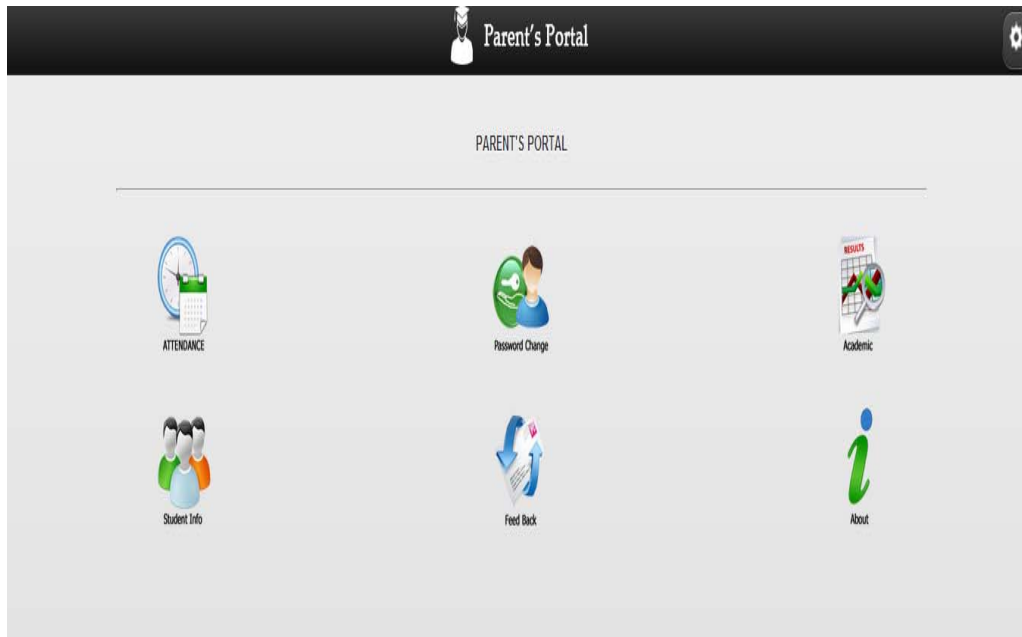 Parent's Portal
PARENT'S PORTAL
RESULTS
ATTENDANCE
Password Change
Academic
Student Info
Feed Back
About